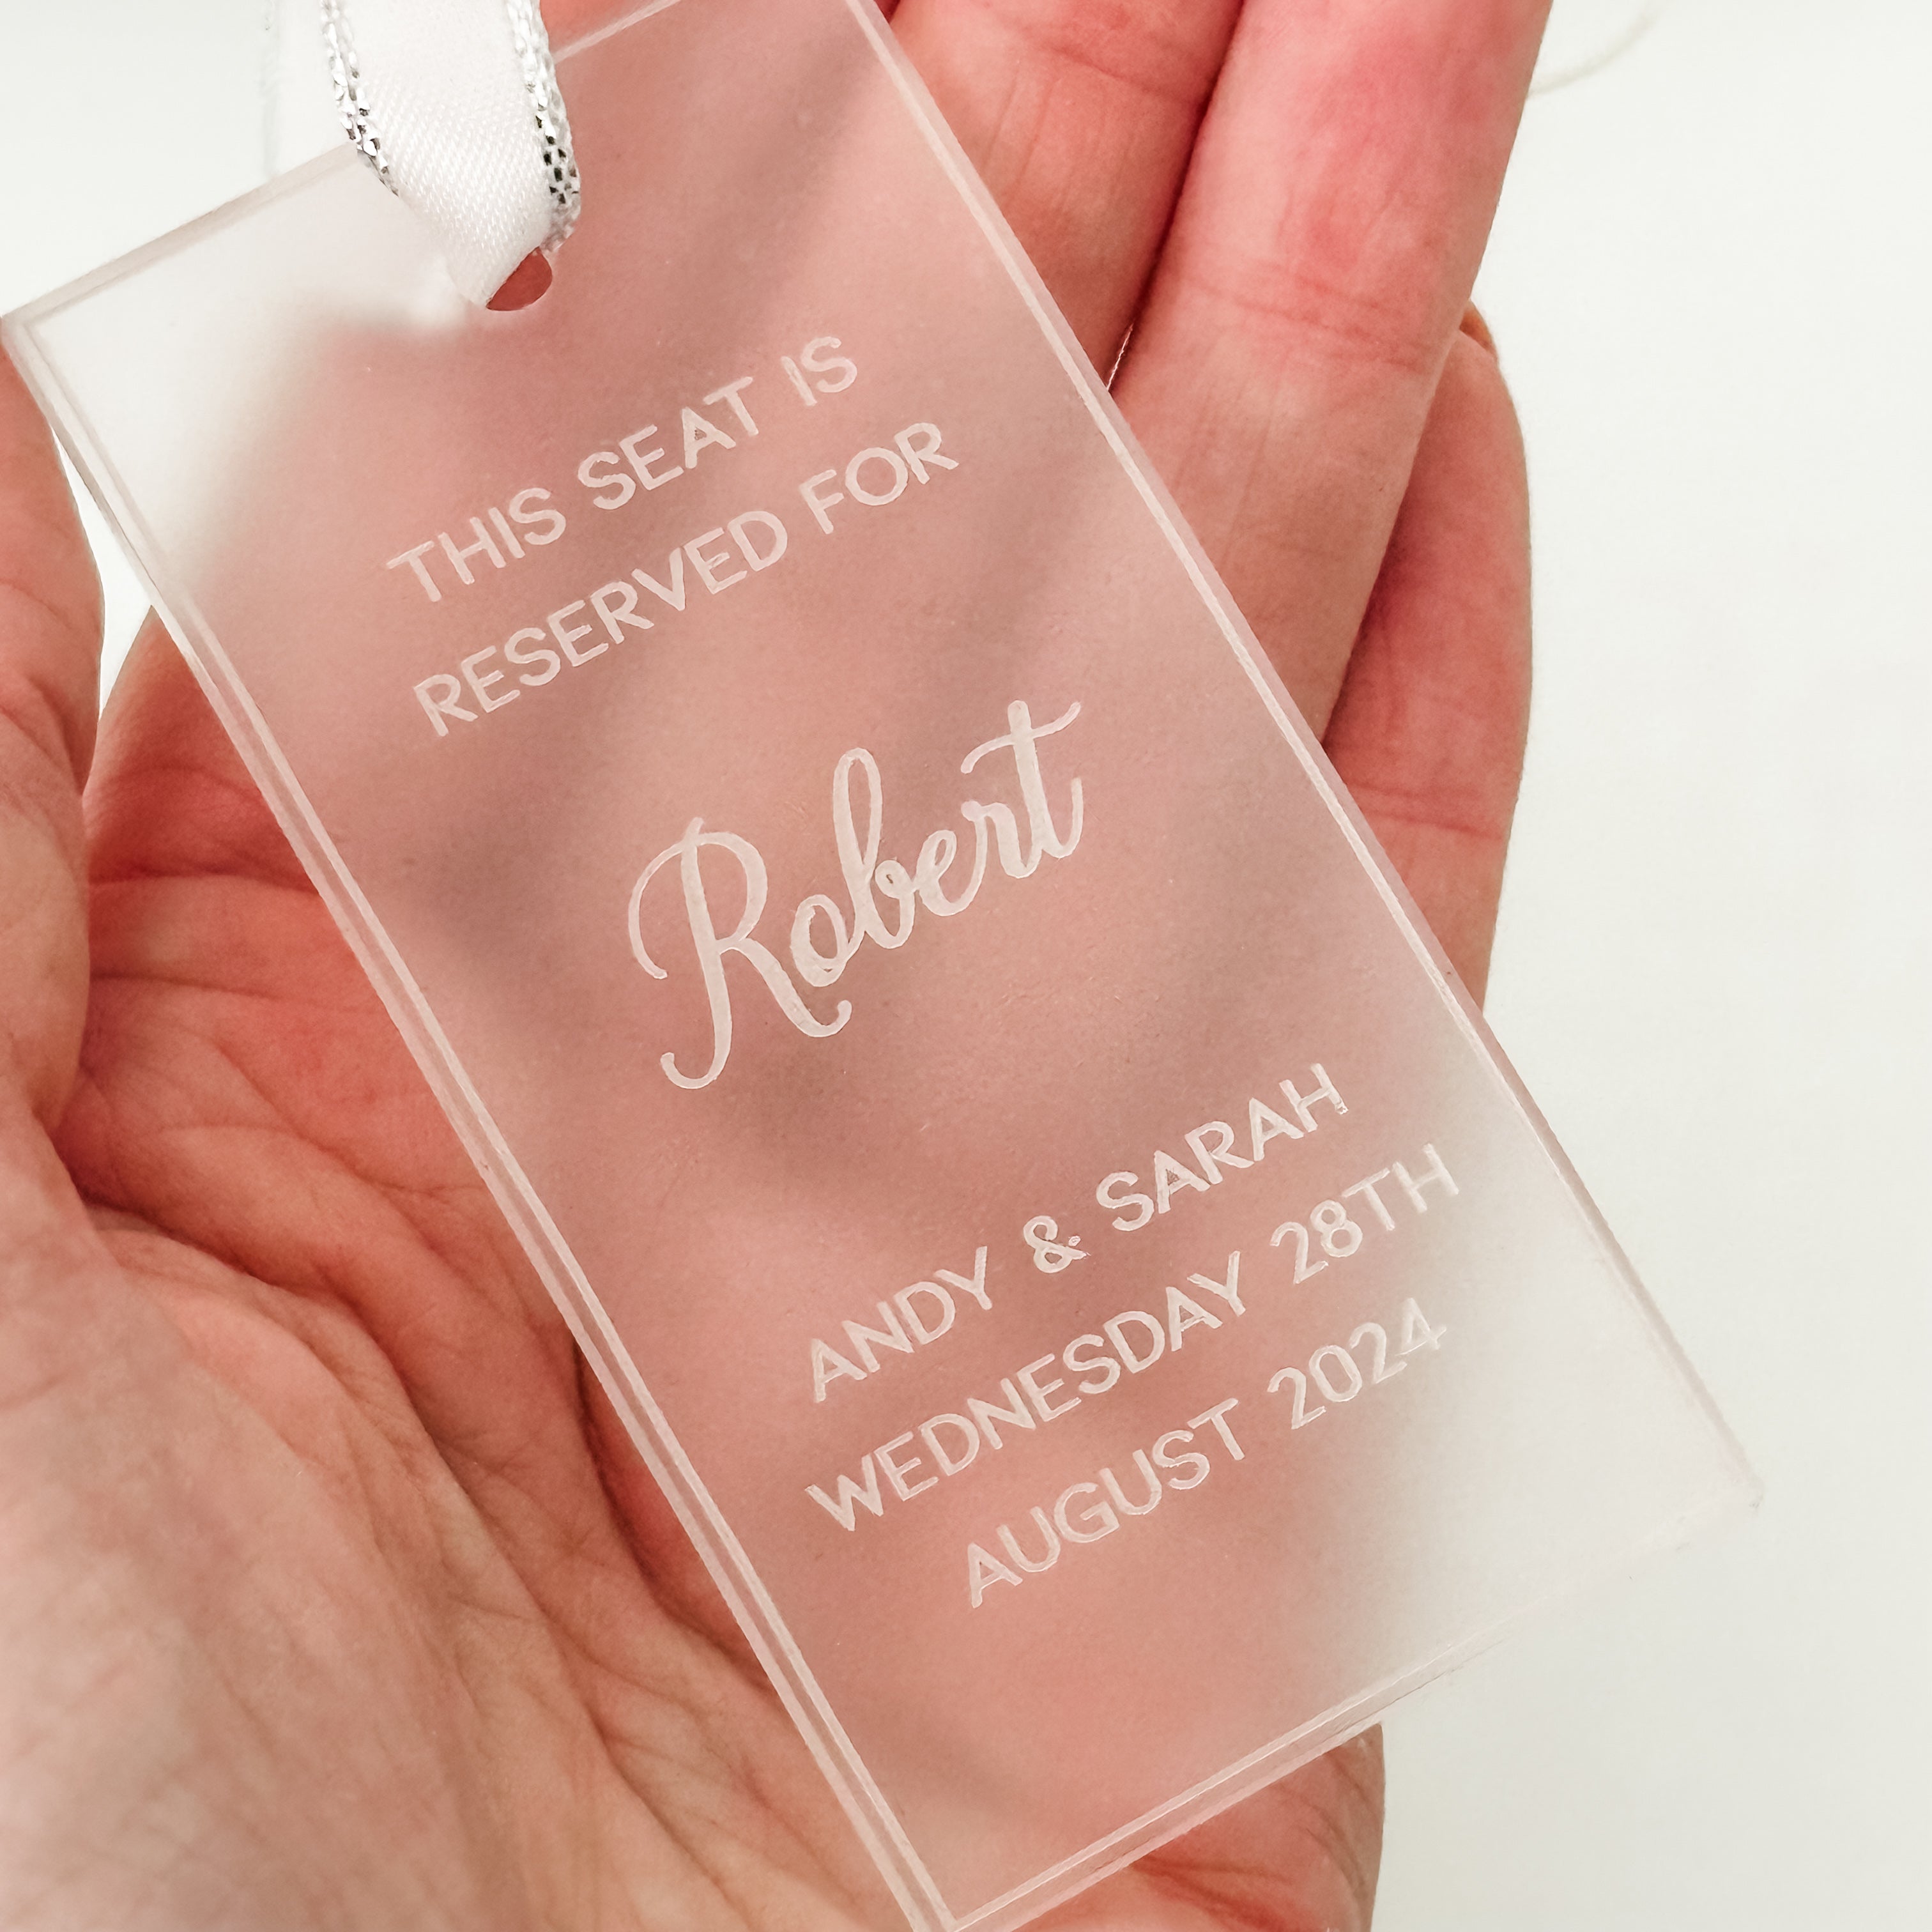 THIS SEAT IS
RESERVED FOR
Robert
ANDY & SARAH
WEDNESDAY 28TH
AUGUST 2024